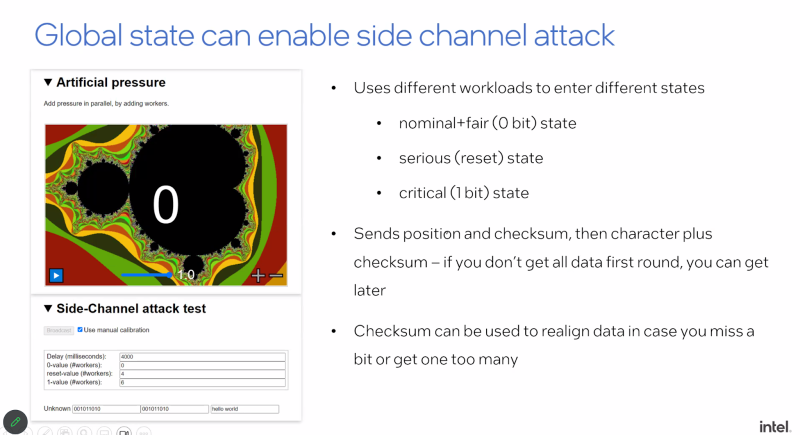 Global state can enable side channel attack
▼ Artificial pressure
Add pressure in parallel, by adding workers.
0
1.0
▼ Side-Channel attack test
Broadcast Use manual calibration
Delay (milliseconds): 4000
0-value (#workers): 0
reset-value (#workers): 4
1-value (#workers): 6
Unknown 001011010 001011010 hello world
• Uses different workloads to enter different states
• nominal+fair (0 bit) state
• serious (reset) state
• critical (1 bit) state
• Sends position and checksum, then character plus
checksum – if you don't get all data first round, you can get
later
• Checksum can be used to realign data in case you miss a
bit or get one too many
intel.